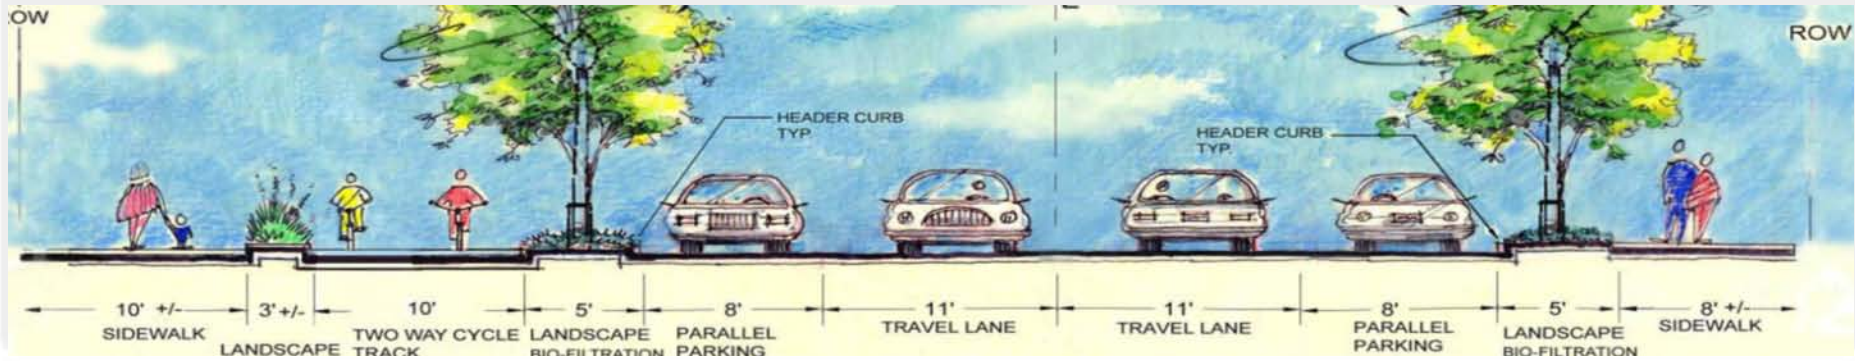 ROW
ROW
HEADER CURB
TYP.
HEADER CURB
TYP.
10' +/-
SIDEWALK
3' +/-
LANDSCAPE
10'
TWO WAY CYCLE
TRACK
5'
LANDSCAPE
BIO-FILTRATION
8'
PARALLEL
PARKING
11'
TRAVEL LANE
11'
TRAVEL LANE
8'
PARALLEL
PARKING
5'
LANDSCAPE
BIO-FILTRATION
8' +/-
SIDEWALK